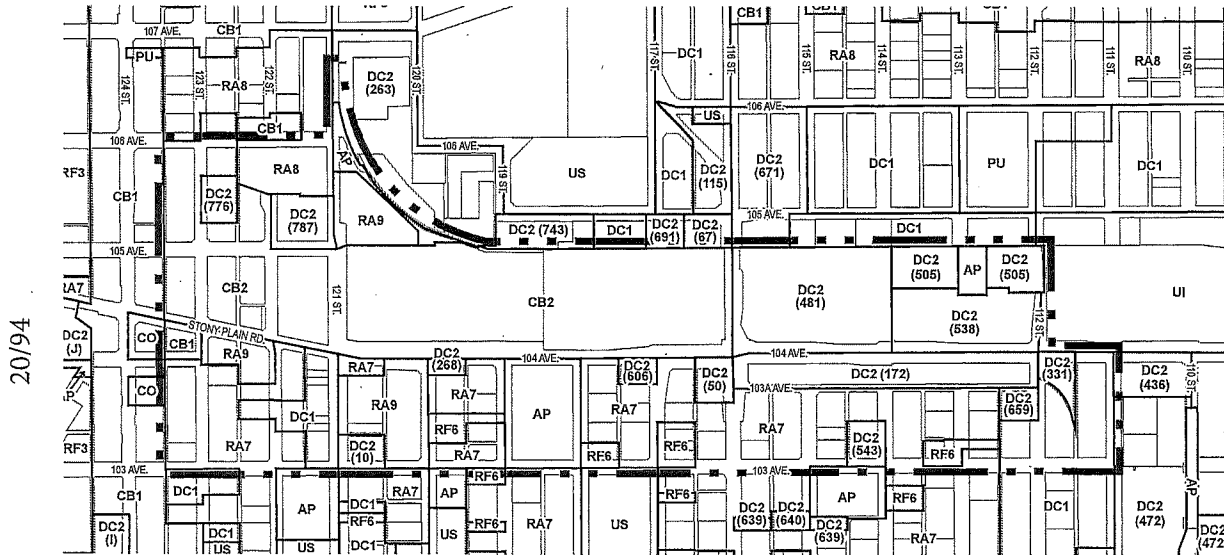 20/94
107 AVE.
CB1
PU
124 ST.
123 ST.
RA8
122 ST.
CB1
DC2
(263)
120 ST.
117 ST.
DC1
116 ST.
CB1
115 ST.
RA8
114 ST.
113 ST.
112 ST.
111 ST.
RA8
110 ST.
106 AVE.
106 AVE.
106 AVE.
RF3
CB1
DC2
(776)
RA8
DC2
(787)
AP
RA9
119 ST.
US
US
DC1
DC2
(115)
DC2
(671)
DC1
PU
DC1
105 AVE.
105 AVE.
DC2 (743)
DC1
DC2
(691)
DC2
(67)
DC1
RA7
CB2
121 ST.
CB2
DC2
(481)
DC2
(505)
AP
DC2
(505)
DC2
(538)
UI
112 ST.
STONY PLAIN RD.
DC2
(J)
CO
CB1
RA9
104 AVE.
104 AVE.
RA7
DC2
(268)
DC2
(606)
DC2
(50)
DC2 (172)
103A AVE.
DC2
(331)
DC2
(436)
110 ST.
CO
RF3
RA7
DC1
RA9
DC2
(10)
RA7
RF6
RA7
AP
RA7
RF6
RF6
RA7
DC2
(543)
RF6
DC2
(659)
103 AVE.
103 AVE.
CB1
DC2
(I)
DC1
DC1
US
AP
US
DC1
RF6
DC1
RA7
AP
US
RF6
RA7
US
RF6
DC2
(639)
DC2
(640)
AP
DC2
(639)
RF6
DC1
DC2
(472)
AP
DC2
(472